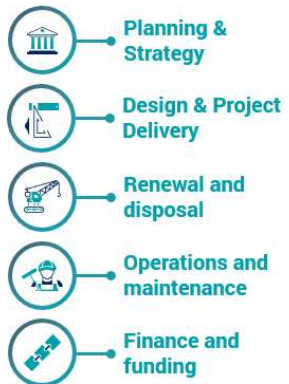 Planning &
Strategy
Design & Project
Delivery
Renewal and
disposal
Operations and
maintenance
Finance and
funding